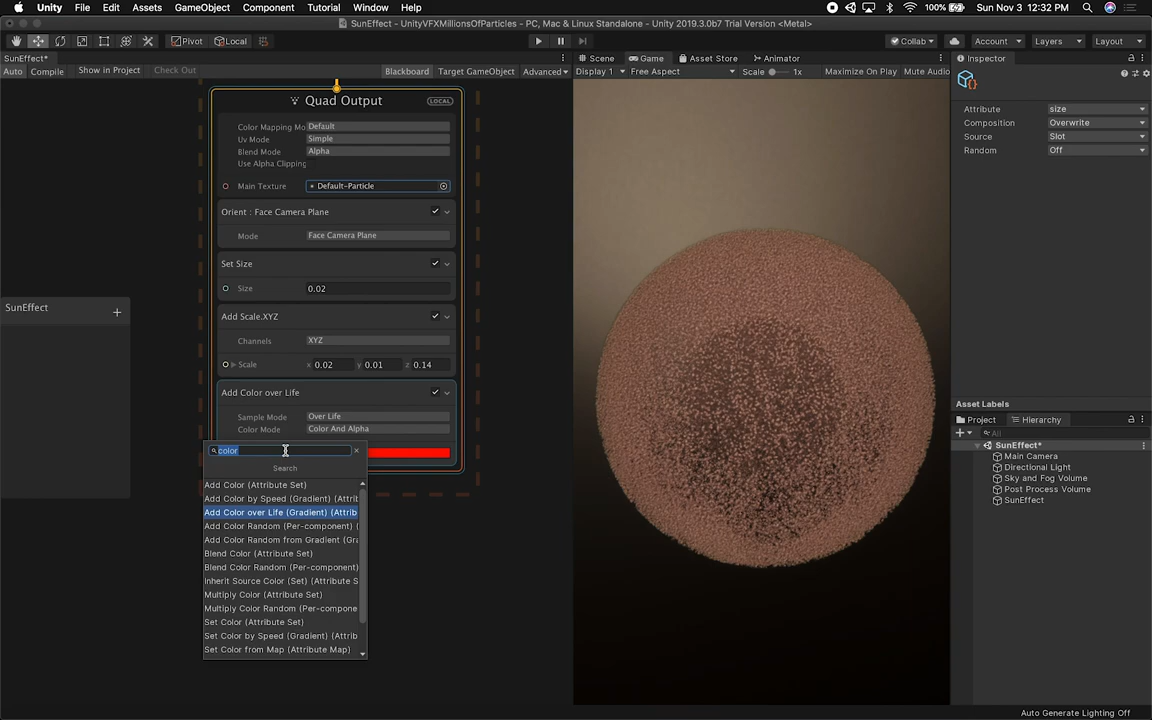 Unity File Edit Assets GameObject Component Tutorial Window Help 100% Sun Nov 3 12:32 PM
SunEffect - UnityVFXMillionsOfParticles - PC, Mac & Linux Standalone - Unity 2019.3.0b7 Trial Version <Metal>
Pivot Local Collab Account Layers Layout
SunEffect* Scene Game Asset Store Animator Inspector
Auto Compile Show in Project Check Out Blackboard Target GameObject Advanced Display 1 Free Aspect Scale 1x Maximize On Play Mute Audio
Quad Output LOCAL
Color Mapping Mo Default
Uv Mode Simple
Blend Mode Alpha
Use Alpha Clipping
Main Texture Default-Particle
Orient : Face Camera Plane
Mode Face Camera Plane
Set Size
Size 0.02
SunEffect +
Add Scale.XYZ
Channels XYZ
Scale x 0.02 y 0.01 z 0.14
Add Color over Life
Sample Mode Over Life
Color Mode Color And Alpha
color
Search
Add Color (Attribute Set)
Add Color by Speed (Gradient) (Attrib
Add Color over Life (Gradient) (Attrib
Add Color Random (Per-component) (
Add Color Random from Gradient (Gra
Blend Color (Attribute Set)
Blend Color Random (Per-component)
Inherit Source Color (Set) (Attribute S
Multiply Color (Attribute Set)
Multiply Color Random (Per-compone
Set Color (Attribute Set)
Set Color by Speed (Gradient) (Attrib
Set Color from Map (Attribute Map)
Attribute size
Composition Overwrite
Source Slot
Random Off
Asset Labels
Project Hierarchy
All
SunEffect*
Main Camera
Directional Light
Sky and Fog Volume
Post Process Volume
SunEffect
Auto Generate Lighting Off